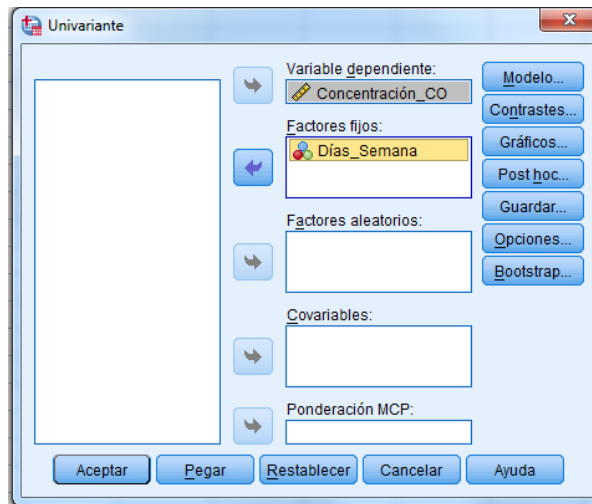 Univariante
Variable dependiente:
Concentración_CO
Factores fijos:
Días_Semana
Factores aleatorios:
Covariables:
Ponderación MCP:
Modelo...
Contrastes...
Gráficos...
Post hoc...
Guardar...
Opciones...
Bootstrap...
Aceptar
Pegar
Restablecer
Cancelar
Ayuda